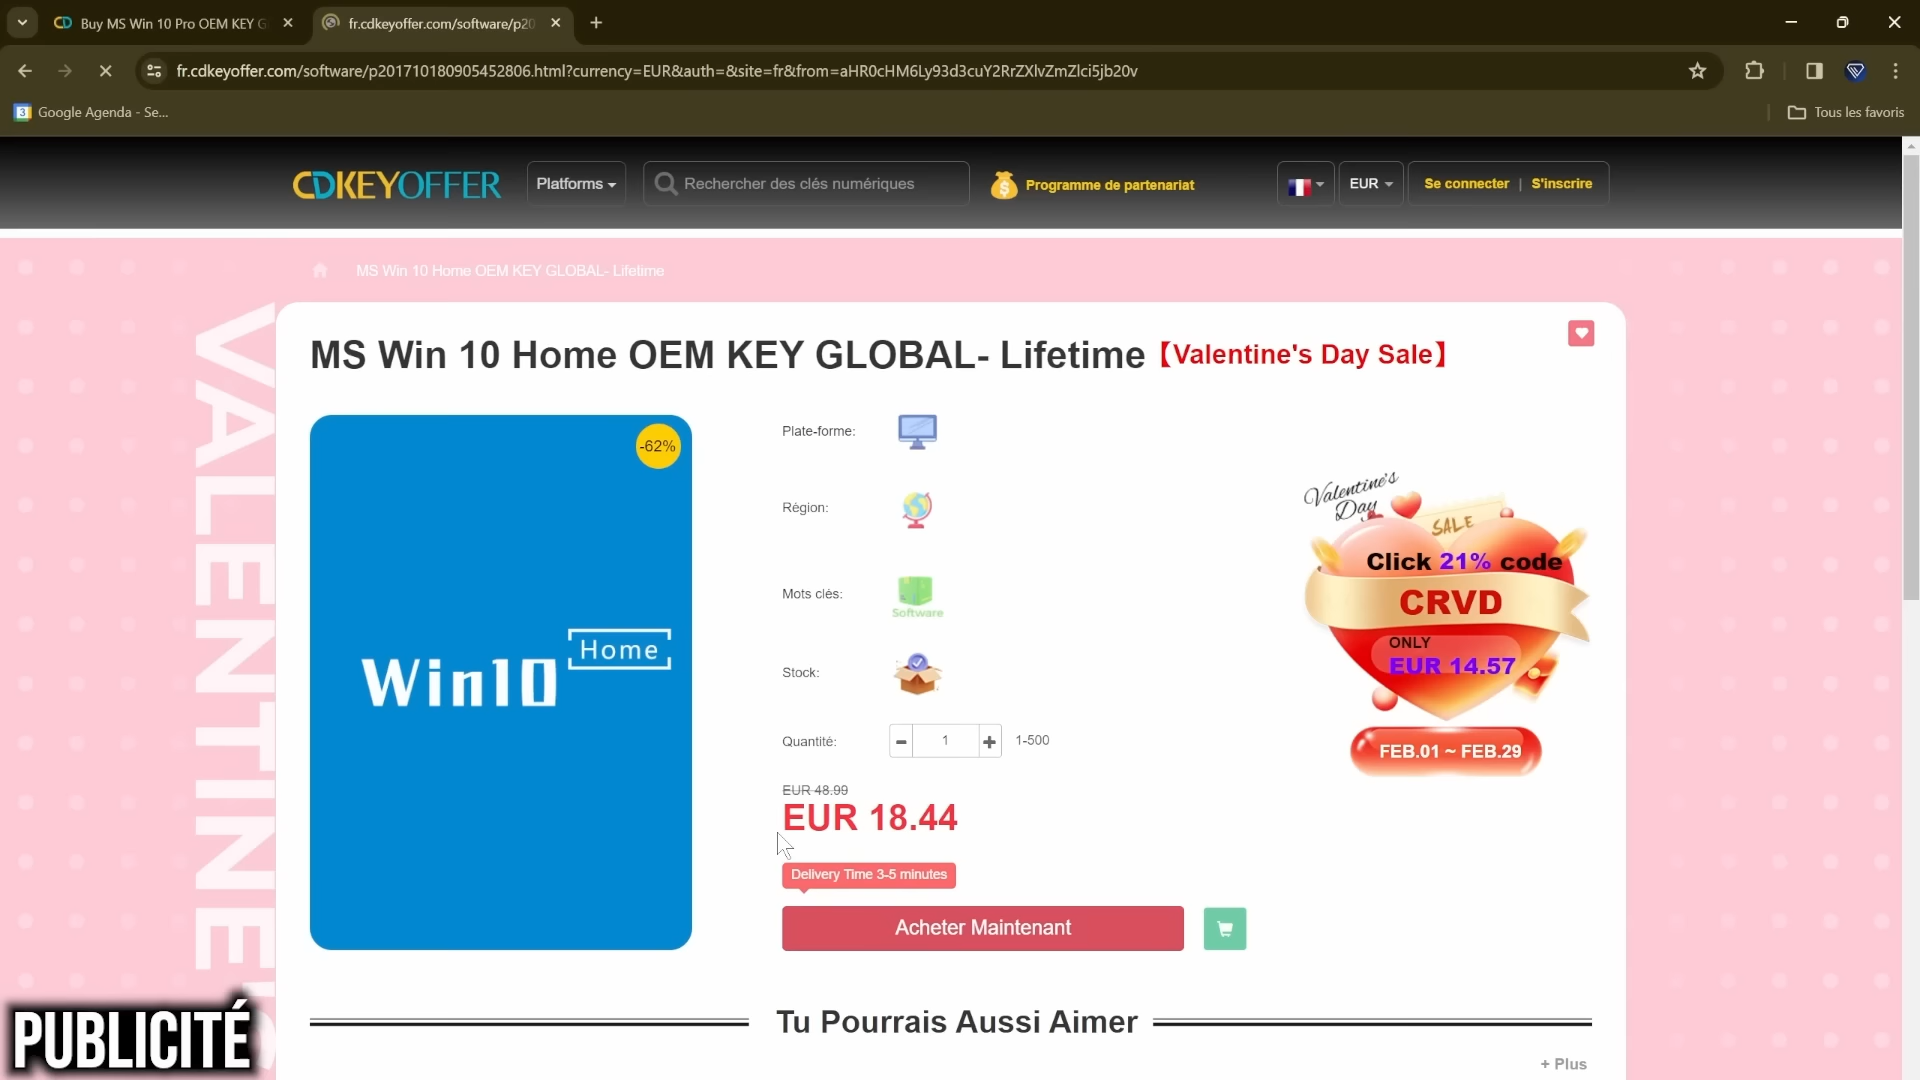 Buy MS Win 10 Pro OEM KEY G
fr.cdkeyoffer.com/software/p20
fr.cdkeyoffer.com/software/p201710180905452806.html?currency=EUR&auth=&site=fr&from=aHR0cHM6Ly93d3cuY2RrZXlvZmZlci5jb20v
3 Google Agenda - Se...
Tous les favoris
CDKEYOFFER
Platforms
Rechercher des clés numériques
Programme de partenariat
EUR
Se connecter | S'inscrire
MS Win 10 Home OEM KEY GLOBAL- Lifetime
MS Win 10 Home OEM KEY GLOBAL- Lifetime【Valentine's Day Sale】
VALENTINE'S
-62%
Win10 Home
Plate-forme:
Région:
Mots clés:
Software
Stock:
Quantité:
- 1 + 1-500
EUR 48.99
EUR 18.44
Delivery Time 3-5 minutes
Acheter Maintenant
Valentine's
Day
SALE
Click 21% code
CRVD
ONLY
EUR 14.57
FEB.01 ~ FEB.29
Tu Pourrais Aussi Aimer
+ Plus
PUBLICITÉ